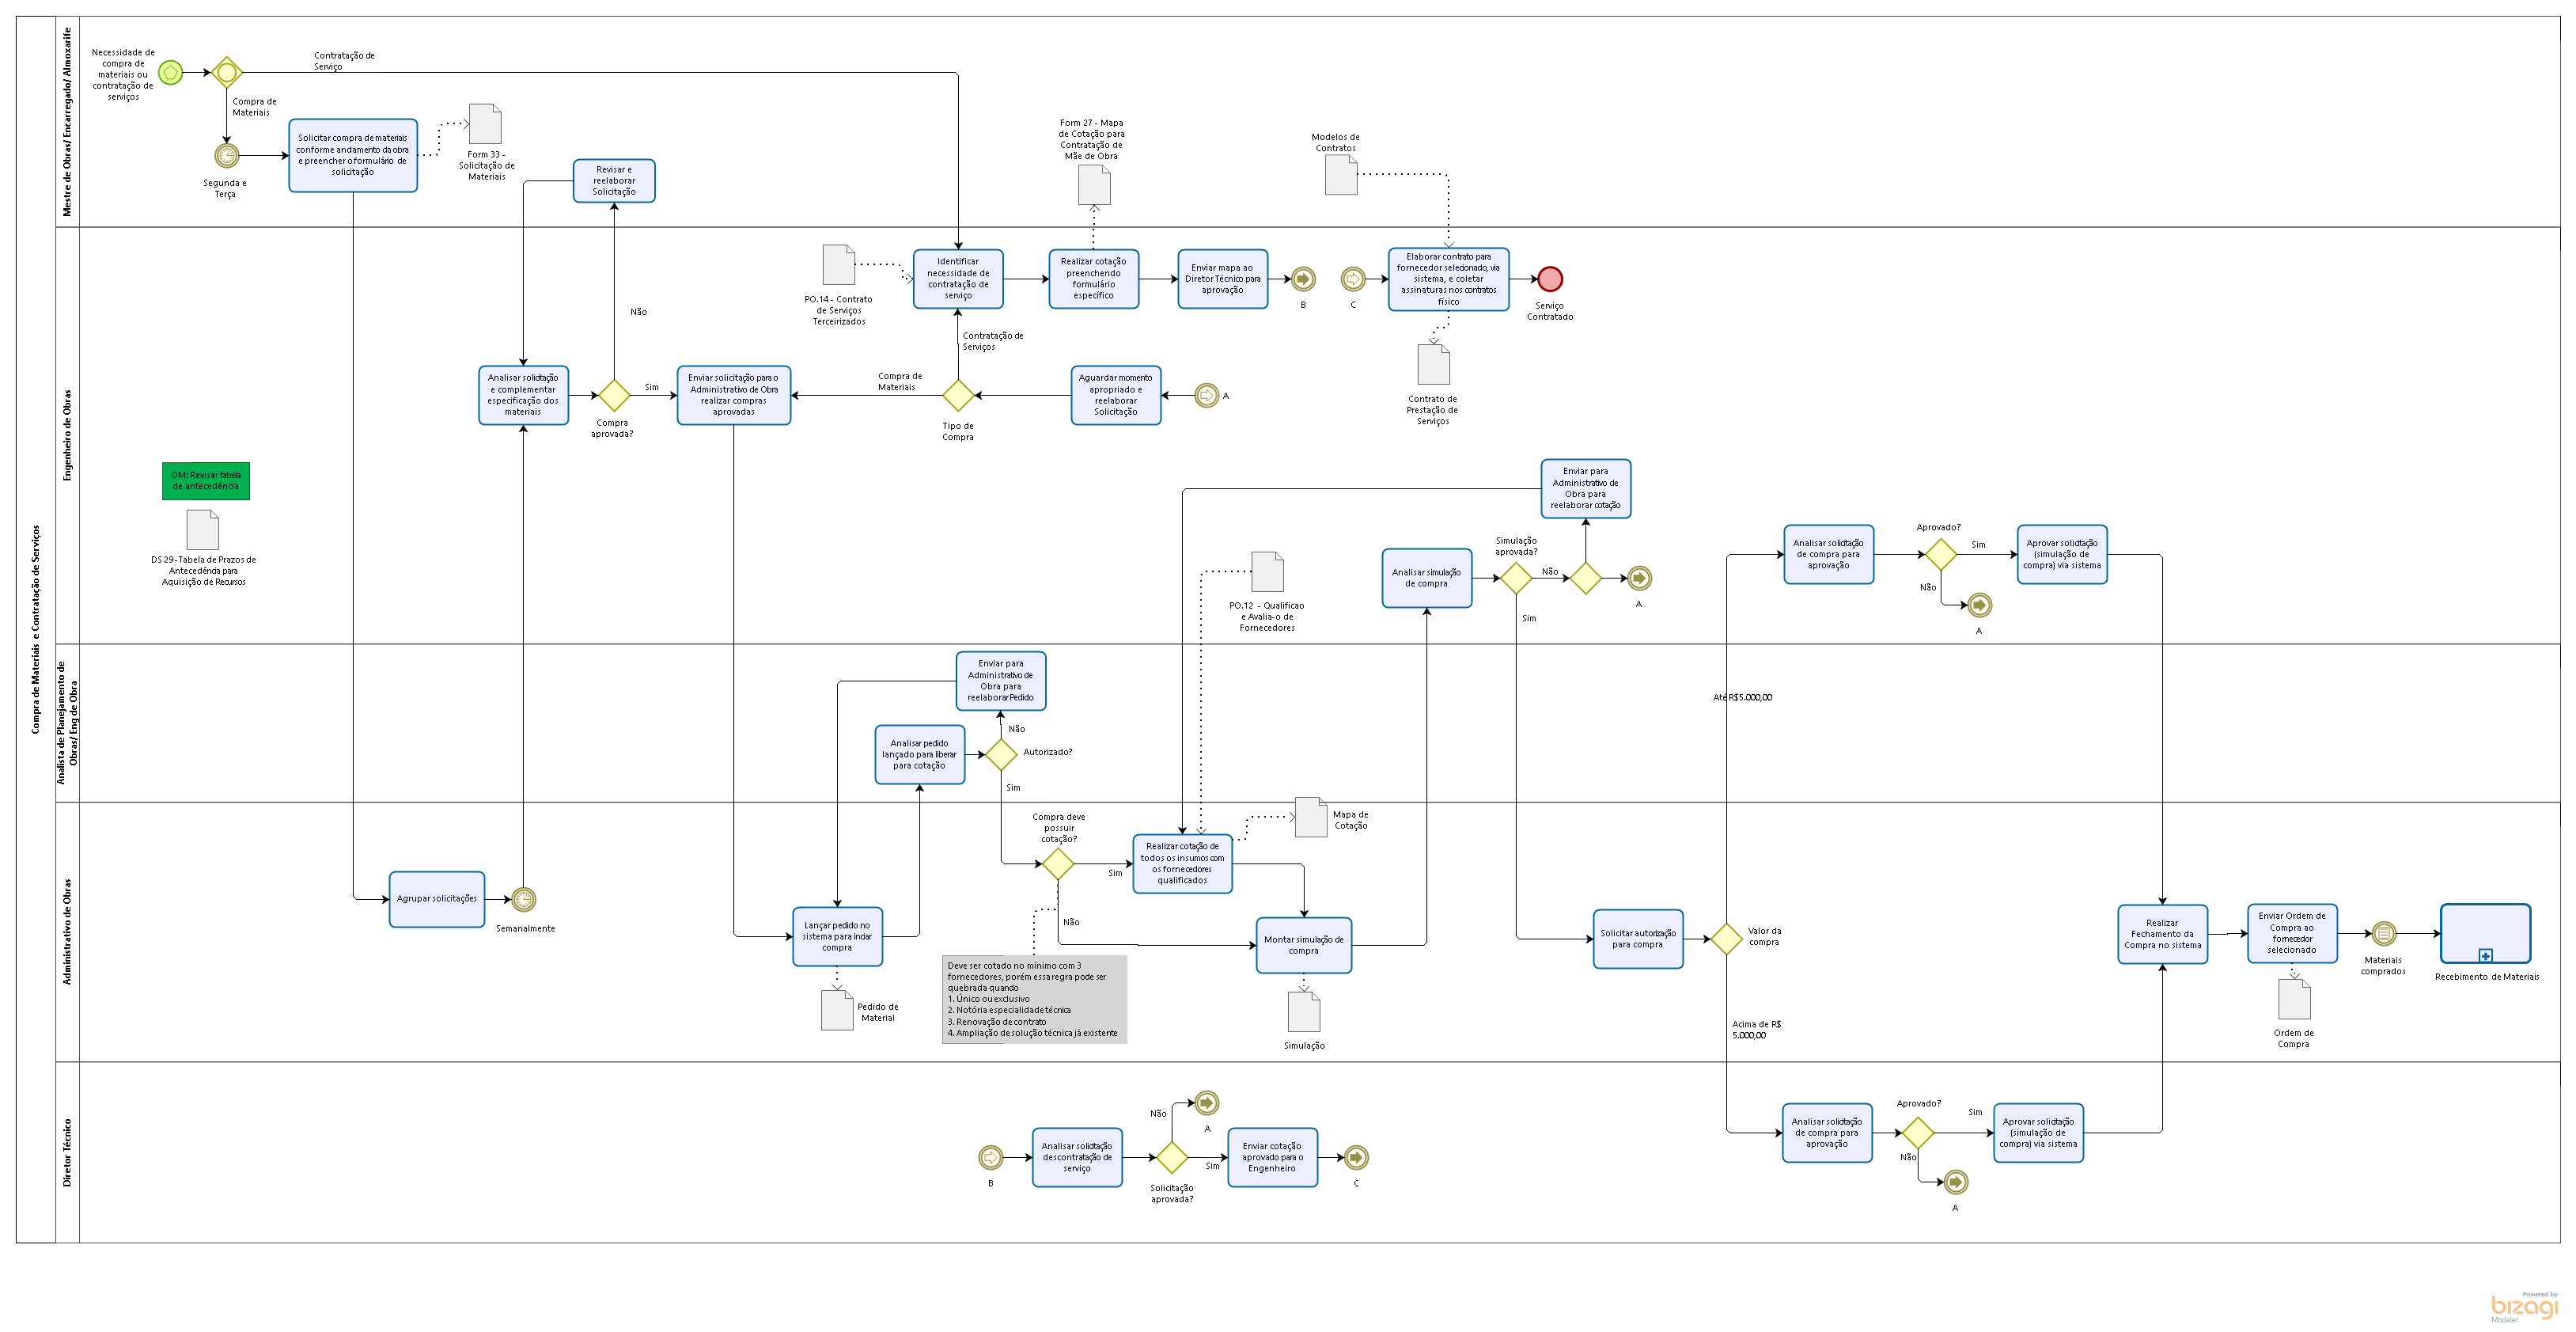 Compra de Materiais e Contratação de Serviços
Mestre de Obras/ Encarregado/ Almoxarife
Necessidade de
compra de
materiais ou
contratação de
serviços
Contratação de
Serviço
Compra de
Materiais
Segunda e
Terça
Solicitar compra de materiais
conforme andamento da obra
e preencher o formulário de
solicitação
Form 33 -
Solicitação de
Materiais
Revisar e
reelaborar
Solicitação
Form 27 - Mapa
de Cotação para
Contratação de
Mãe de Obra
Modelos de
Contratos
Engenheiro de Obras
PO.14 - Contrato
de Serviços
Terceirizados
Identificar
necessidade de
contratação de
serviço
Realizar cotação
preenchendo
formulário
específico
Enviar mapa ao
Diretor Técnico para
aprovação
B
C
Elaborar contrato para
fornecedor selecionado, via
sistema, e coletar
assinaturas nos contratos
físico
Serviço
Contratado
Contrato de
Prestação de
Serviços
Não
Analisar solicitação
e complementar
especificação dos
materiais
Compra
aprovada?
Sim
Enviar solicitação para o
Administrativo de Obra
realizar compras
aprovadas
Compra de
Materiais
Contratação de
Serviços
Tipo de
Compra
Aguardar momento
apropriado e
reelaborar
Solicitação
A
OM: Revisar tabela
de antecedência
DS 29-Tabela de Prazos de
Antecedência para
Aquisição de Recursos
PO.12 - Qualificao
e Avalia-o de
Fornecedores
Analisar simulação
de compra
Simulação
aprovada?
Não
Sim
Enviar para
Administrativo de
Obra para
reelaborar cotação
A
Analisar solicitação
de compra para
aprovação
Aprovado?
Sim
Não
A
Aprovar solicitação
(simulação de
compra) via sistema
Analista de Planejamento de
Obras/ Eng de Obra
Enviar para
Administrativo de
Obra para
reelaborar Pedido
Não
Analisar pedido
lançado para liberar
para cotação
Autorizado?
Sim
Até R$5.000,00
Administrativo de Obras
Agrupar solicitações
Semanalmente
Lançar pedido no
sistema para indar
compra
Pedido de
Material
Compra deve
possuir
cotação?
Sim
Não
Realizar cotação de
todos os insumos com
os fornecedores
qualificados
Mapa de
Cotação
Deve ser cotado no mínimo com 3
fornecedores, porém essa regra pode ser
quebrada quando
1. Único ou exclusivo
2. Notória especialidade técnica
3. Renovação de contrato
4. Ampliação de solução técnica já existente
Montar simulação de
compra
Simulação
Solicitar autorização
para compra
Valor da
compra
Acima de R$
5.000,00
Realizar
Fechamento da
Compra no sistema
Enviar Ordem de
Compra ao
fornecedor
selecionado
Ordem de
Compra
Materiais
comprados
Recebimento de Materiais
Diretor Técnico
B
Analisar solicitação
descontratação de
serviço
Solicitação
aprovada?
Não
A
Sim
Enviar cotação
aprovado para o
Engenheiro
C
Analisar solicitação
de compra para
aprovação
Aprovado?
Sim
Não
A
Aprovar solicitação
(simulação de
compra) via sistema
Powered by
bizagi
Modeler